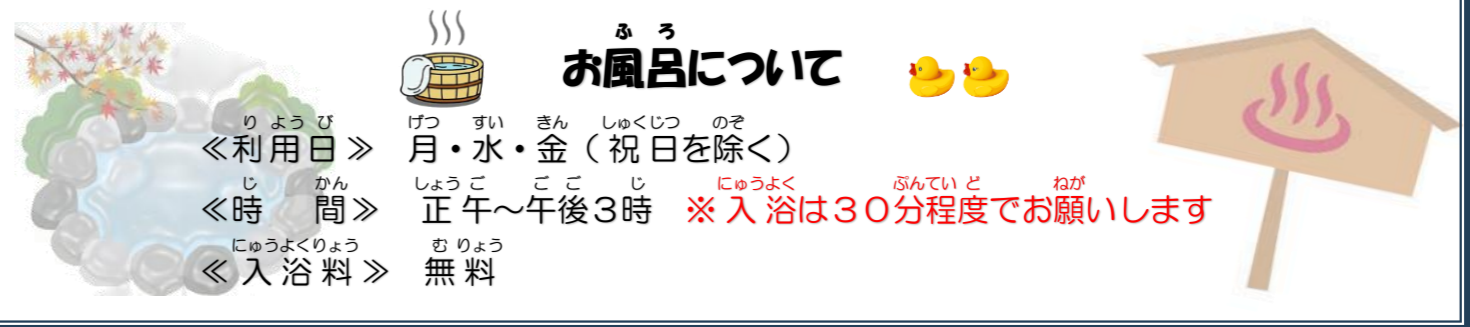 お風呂について
≪利用日≫ 月・水・金(祝日を除く)
≪時 間≫ 正午～午後３時 ※入浴は３０分程度でお願いします
≪入浴料≫ 無料